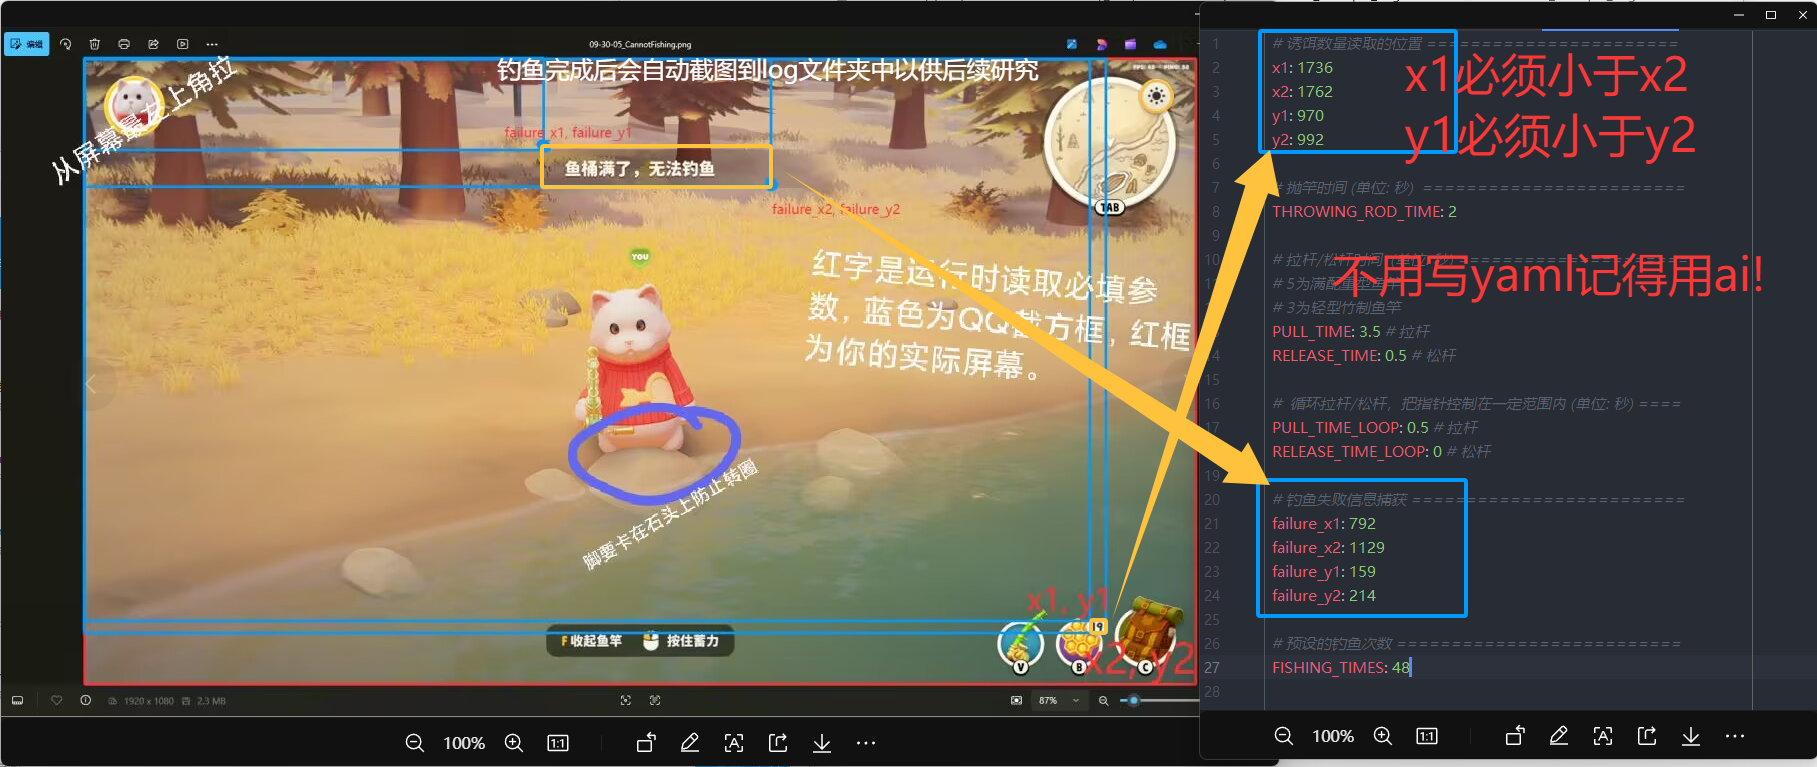 编辑
09-30-05_CannotFishing.png
钓鱼完成后会自动截图到log文件夹中以供后续研究
从屏幕最左上角拉
failure_x1, failure_y1
鱼桶满了，无法钓鱼
failure_x2, failure_y2
TAB
YOU
红字是运行时读取必填参
数，蓝色为QQ截方框，红框
为你的实际屏幕。
脚要卡在石头上防止转圈
x1, y1
19
x2, y2
F 收起鱼竿
按住蓄力
V
B
C
1920 x 1080
2.3 MB
87%
100%
1:1
1 # 诱饵数量读取的位置 =======================
2 x1: 1736
3 x2: 1762
4 y1: 970
5 y2: 992
x1必须小于x2
y1必须小于y2
6
7 # 抛竿时间 (单位: 秒) ========================
8 THROWING_ROD_TIME: 2
9
10 # 拉杆/松杆时间 (单位: 秒)
不用写yaml记得用ai!
# 3为轻型竹制鱼竿
PULL_TIME: 3.5 # 拉杆
RELEASE_TIME: 0.5 # 松杆
15
16 # 循环拉杆/松杆，把指针控制在一定范围内 (单位: 秒) ====
17 PULL_TIME_LOOP: 0.5 # 拉杆
RELEASE_TIME_LOOP: 0 # 松杆
19
20 # 钓鱼失败信息捕获 =========================
21 failure_x1: 792
22 failure_x2: 1129
23 failure_y1: 159
24 failure_y2: 214
25
26 # 预设的钓鱼次数 ==========================
27 FISHING_TIMES: 48
28
100%
1:1